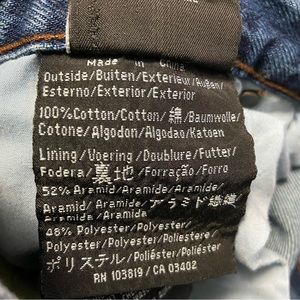 Made in China
Outside/Buiten/Exterieur/Außen/
Esterno/Exterior/Exterior
100%Cotton/Cotton/綿/Baumwolle/
Cotone/Algodon/Algodao/Katoen
Lining/Voering/Doublure/Futter/
Fodera/裏地/Forração/Forro
52% Aramid/Aramide/Aramide/
Aramid/Aramide/アラミド繊維/
Aramida/Aramida
48% Polyester/Polyester/
Polyester/Polyester/Poliestere/
ポリエステル/Poliéster/Poliéster
RN 103819/CA 03402